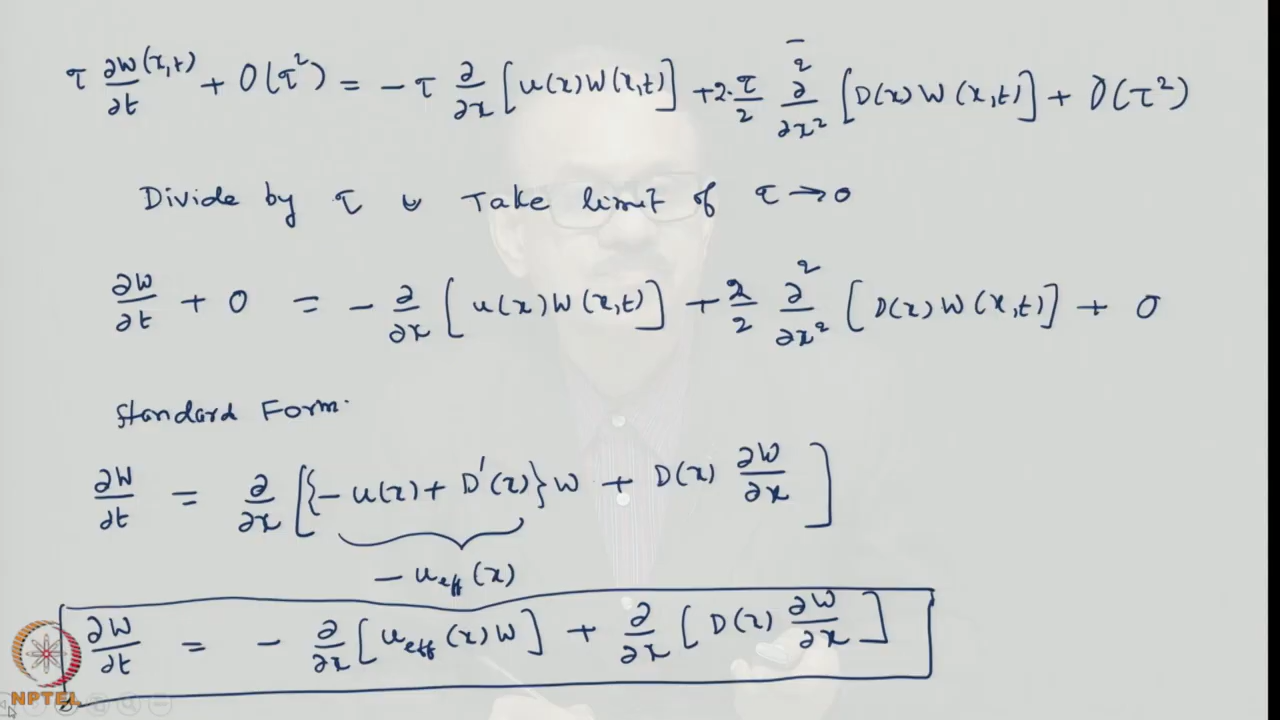 τ ∂W(x,t)/∂t + O(τ²) = − τ ∂/∂x [u(x)W(x,t)] + 2·τ/2 ∂²/∂x² [D(x)W(x,t)] + O(τ²)
Divide by τ & Take limit of τ → 0
∂W/∂t + 0 = − ∂/∂x [u(x)W(x,t)] + 2/2 ∂²/∂x² [D(x)W(x,t)] + 0
Standard Form.
∂W/∂t = ∂/∂x [{− u(x) + D'(x)}W + D(x) ∂W/∂x]
− u_eff(x)
∂W/∂t = − ∂/∂x [u_eff(x)W] + ∂/∂x [D(x) ∂W/∂x]
NPTEL